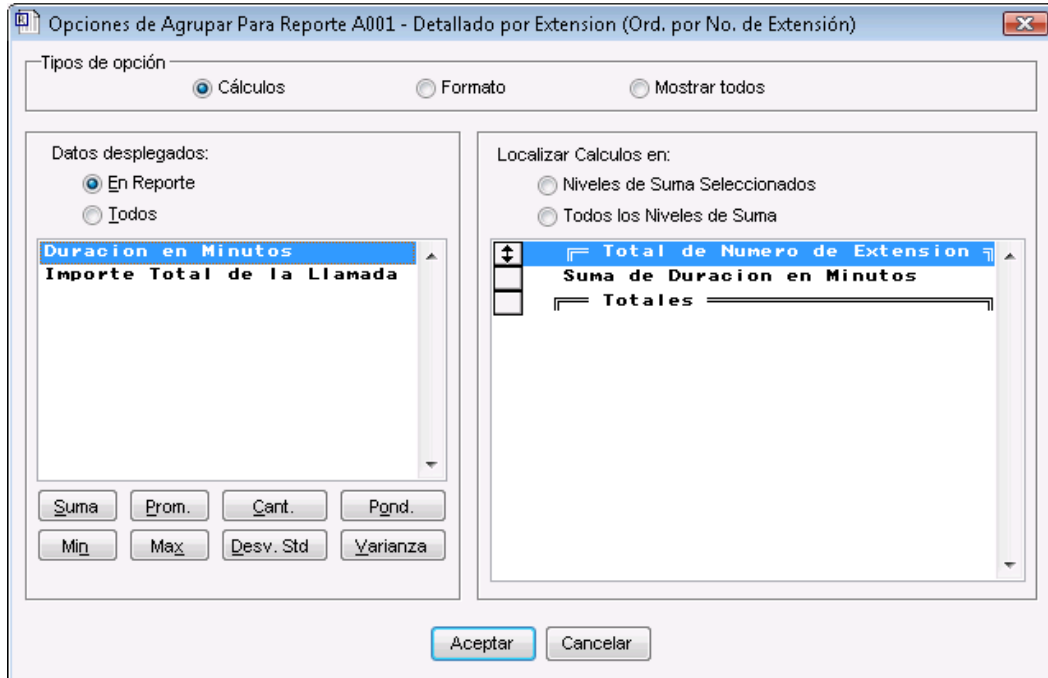 Opciones de Agrupar Para Reporte A001 - Detallado por Extension (Ord. por No. de Extensión)
Tipos de opción
Cálculos Formato Mostrar todos
Datos desplegados:
En Reporte
Todos
Duracion en Minutos
Importe Total de la Llamada
Suma Prom. Cant. Pond.
Min Max Desv. Std Varianza
Localizar Calculos en:
Niveles de Suma Seleccionados
Todos los Niveles de Suma
Total de Numero de Extension
Suma de Duracion en Minutos
Totales
Aceptar Cancelar